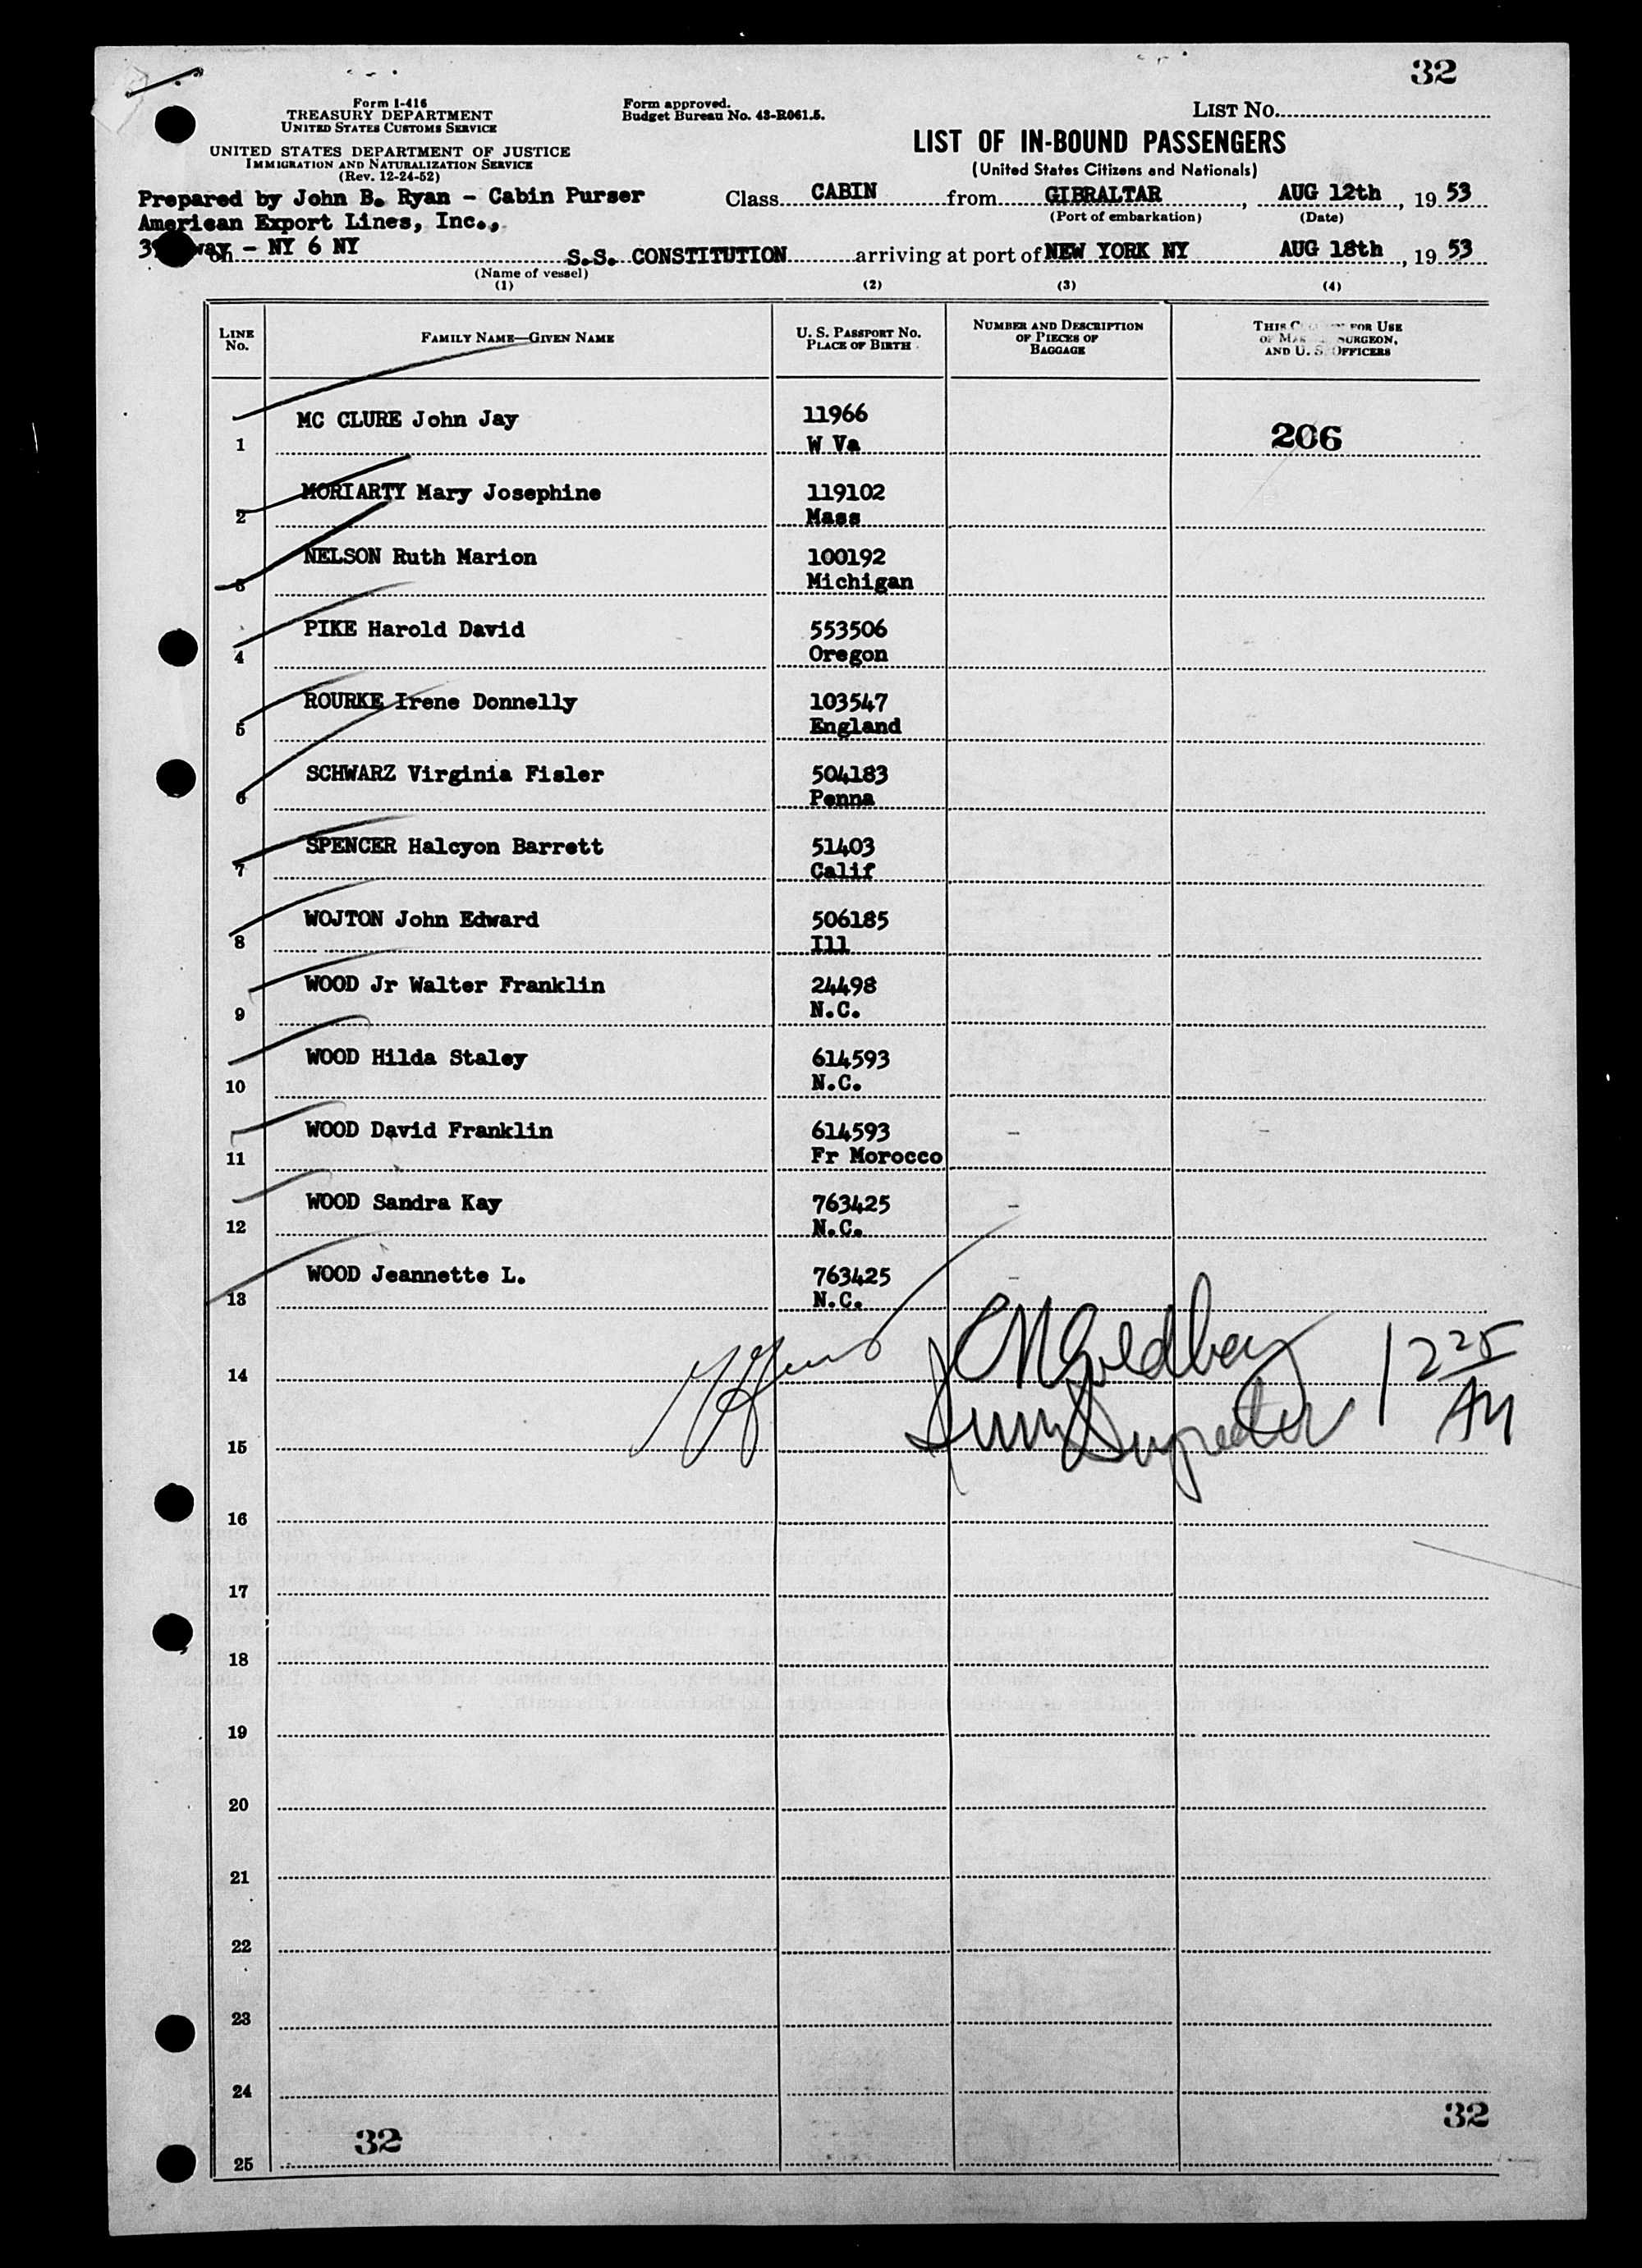 32
Form I-416
TREASURY DEPARTMENT
UNITED STATES CUSTOMS SERVICE
UNITED STATES DEPARTMENT OF JUSTICE
IMMIGRATION AND NATURALIZATION SERVICE
(Rev. 12-24-52)
Form approved.
Budget Bureau No. 43-R061.5.
LIST NO.
LIST OF IN-BOUND PASSENGERS
(United States Citizens and Nationals)
Prepared by John B. Ryan - Cabin Purser
American Export Lines, Inc.,
way - NY 6 NY
Class CABIN from GIBRALTAR, AUG 12th, 19 53
(Port of embarkation) (Date)
on S.S. CONSTITUTION arriving at port of NEW YORK NY AUG 18th, 19 53
(Name of vessel)
(1) (2) (3) (4)
LINE NO.
FAMILY NAME—GIVEN NAME
U. S. PASSPORT NO.
PLACE OF BIRTH
NUMBER AND DESCRIPTION
OF PIECES OF
BAGGAGE
THIS FOR USE
OF SURGEON,
AND U. S. OFFICERS
1 MC CLURE John Jay 11966
W Va
206
2 MORIARTY Mary Josephine 119102
Mass
3 NELSON Ruth Marion 100192
Michigan
4 PIKE Harold David 553506
Oregon
5 ROURKE Irene Donnelly 103547
England
6 SCHWARZ Virginia Fisler 504183
Penna
7 SPENCER Halcyon Barrett 51403
Calif
8 WOJTON John Edward 506185
Ill
9 WOOD Jr Walter Franklin 24498
N.C.
10 WOOD Hilda Staley 614593
N.C.
11 WOOD David Franklin 614593 -
Fr Morocco
12 WOOD Sandra Kay 763425 -
N.C.
13 WOOD Jeannette L. 763425 -
N.C.
12 25
AM
14
15
16
17
18
19
20
21
22
23
24
32
32
25